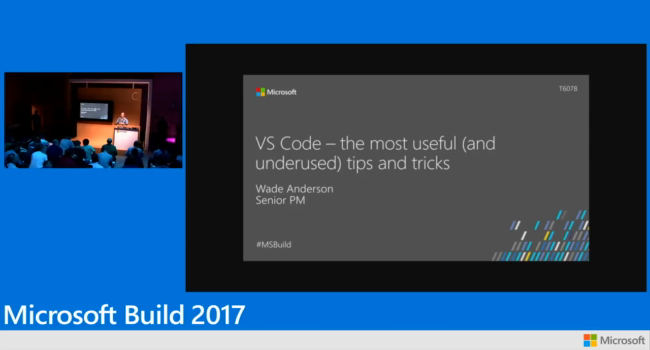 Microsoft
T6078
VS Code – the most useful (and
underused) tips and tricks
Wade Anderson
Senior PM
#MSBuild
Microsoft Build 2017
Microsoft